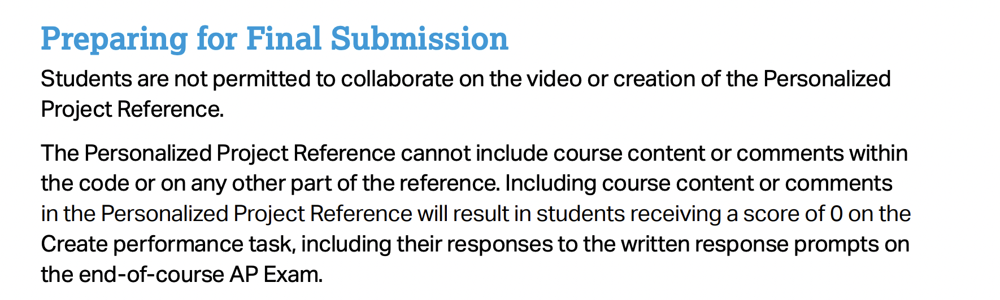 Preparing for Final Submission
Students are not permitted to collaborate on the video or creation of the Personalized
Project Reference.
The Personalized Project Reference cannot include course content or comments within
the code or on any other part of the reference. Including course content or comments
in the Personalized Project Reference will result in students receiving a score of 0 on the
Create performance task, including their responses to the written response prompts on
the end-of-course AP Exam.